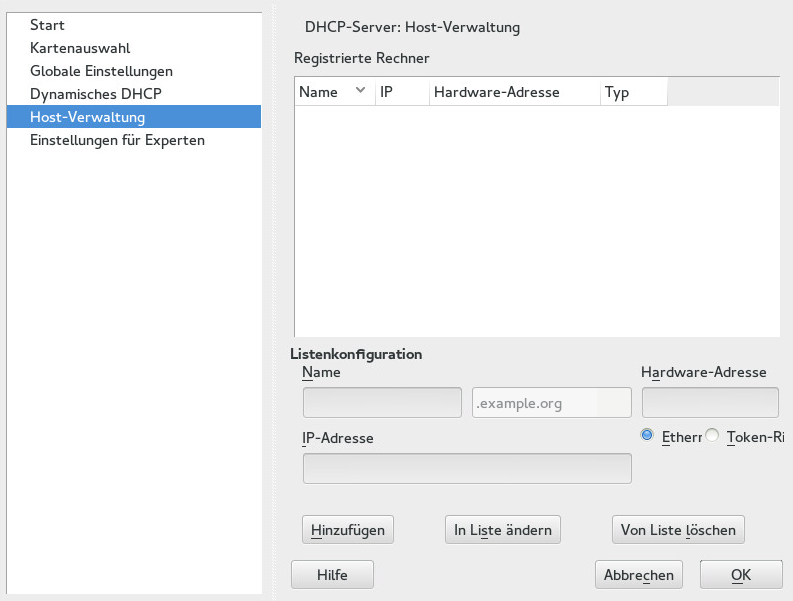 Start
Kartenauswahl
Globale Einstellungen
Dynamisches DHCP
Host-Verwaltung
Einstellungen für Experten
DHCP-Server: Host-Verwaltung
Registrierte Rechner
Name IP Hardware-Adresse Typ
Listenkonfiguration
Name Hardware-Adresse
.example.org
IP-Adresse Ethern Token-Ri
Hinzufügen In Liste ändern Von Liste löschen
Hilfe Abbrechen OK